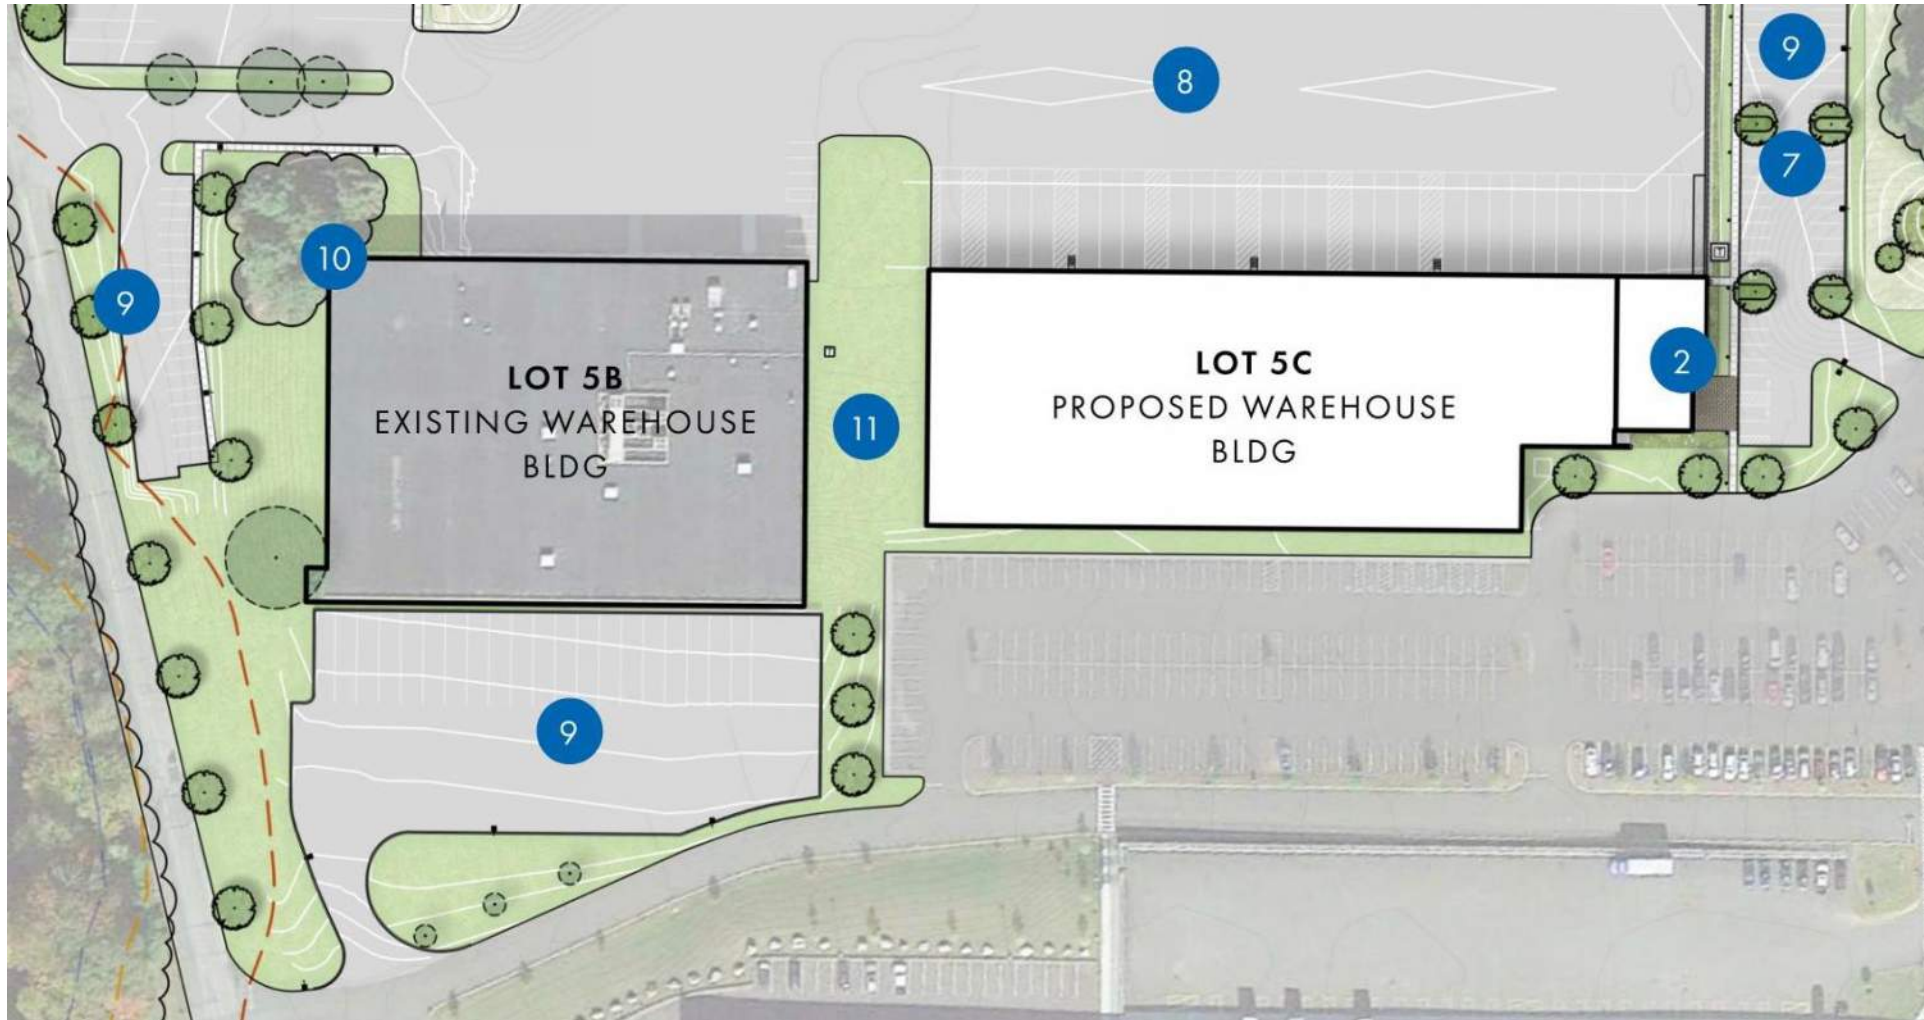 9
8
7
10
9
LOT 5B
EXISTING WAREHOUSE
BLDG
11
LOT 5C
PROPOSED WAREHOUSE
BLDG
2
9
T
T